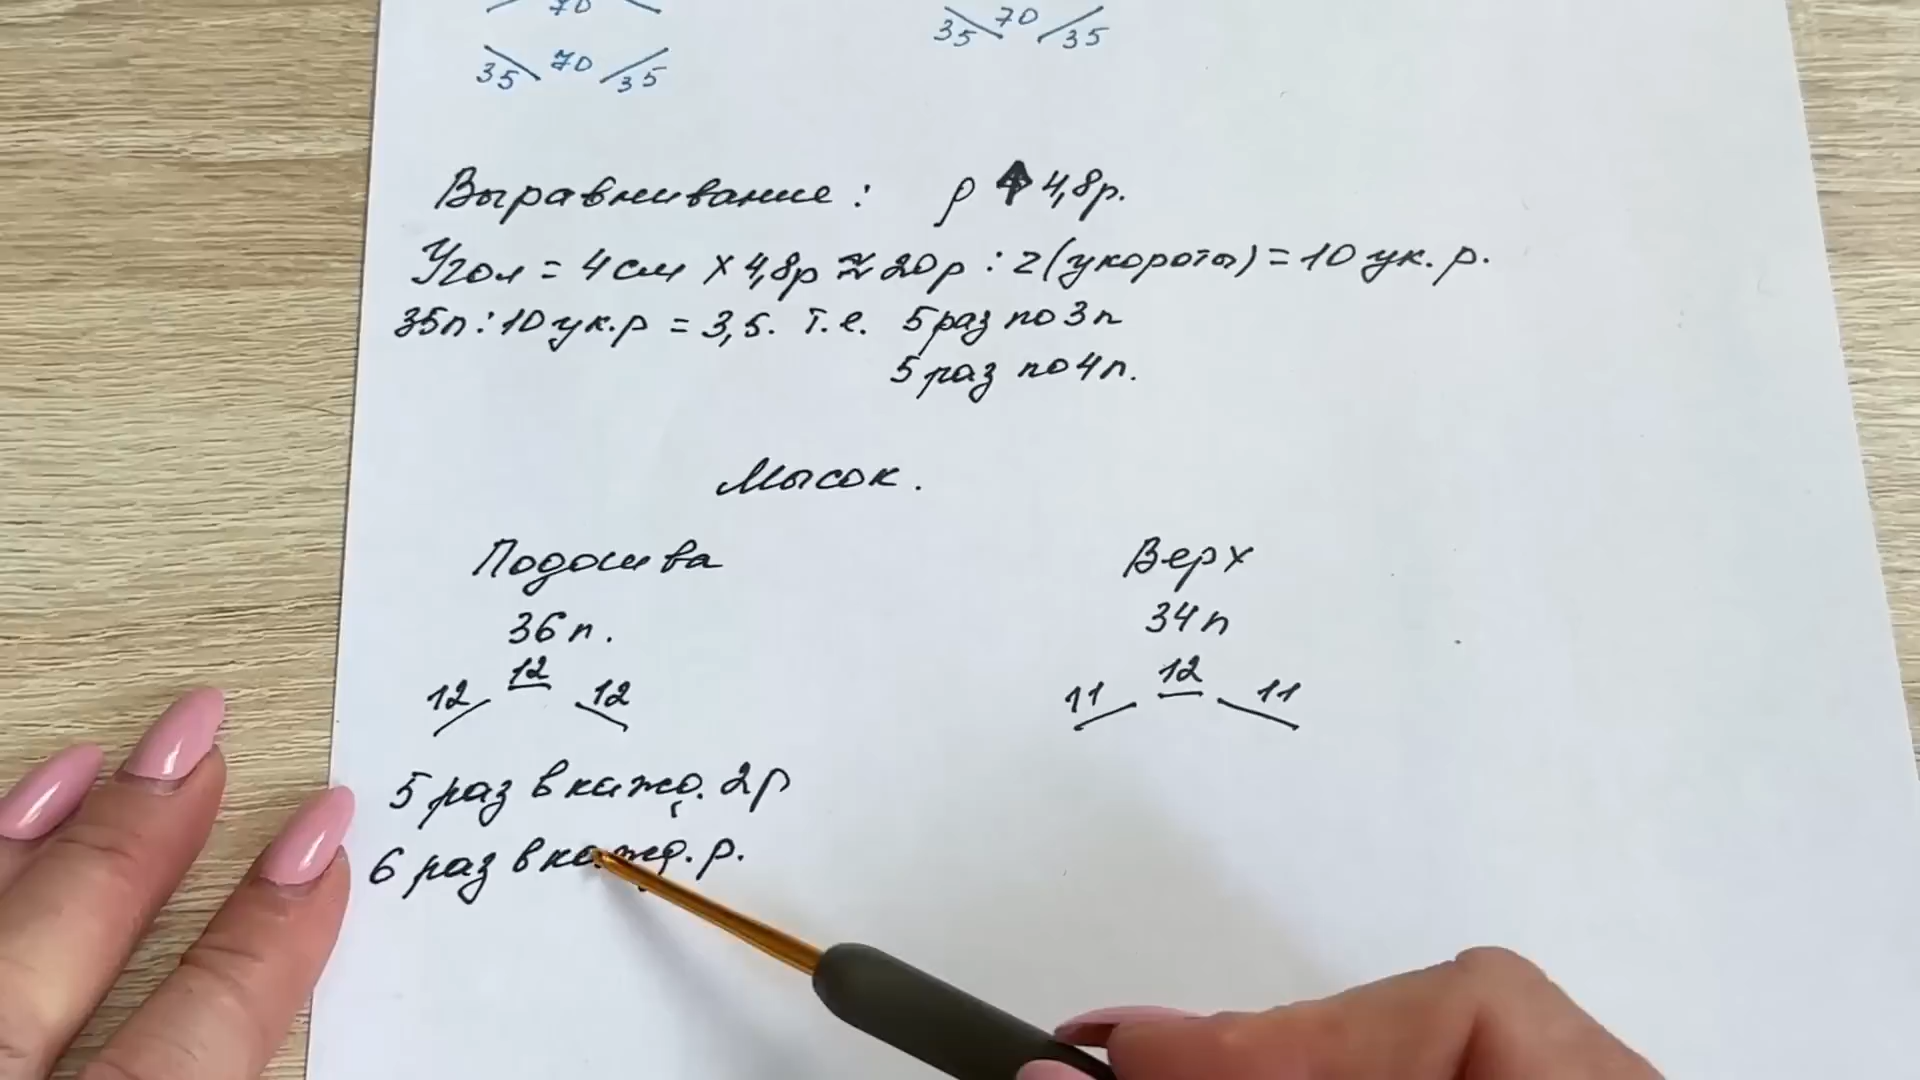 70
35 70 35
35 70 35
Выравнивание: р 4,8р.
Угол = 4см х 4,8р ≈ 20р : 2(укороты) = 10 ук. р.
35п : 10 ук.р = 3,5. т.е. 5 раз по 3п
5 раз по 4п.
Мысок.
Подошва
Верх
36 п.
34п
12 12 12
11 12 11
5 раз в кажд. 2р
6 раз в кажд. р.